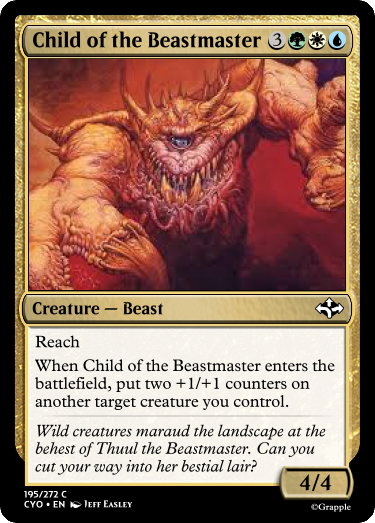 Child of the Beastmaster 3
Creature — Beast
Reach
When Child of the Beastmaster enters the
battlefield, put two +1/+1 counters on
another target creature you control.
Wild creatures maraud the landscape at the
behest of Thuul the Beastmaster. Can you
cut your way into her bestial lair?
4/4
195/272 C
CYO • EN Jeff Easley
©Grapple